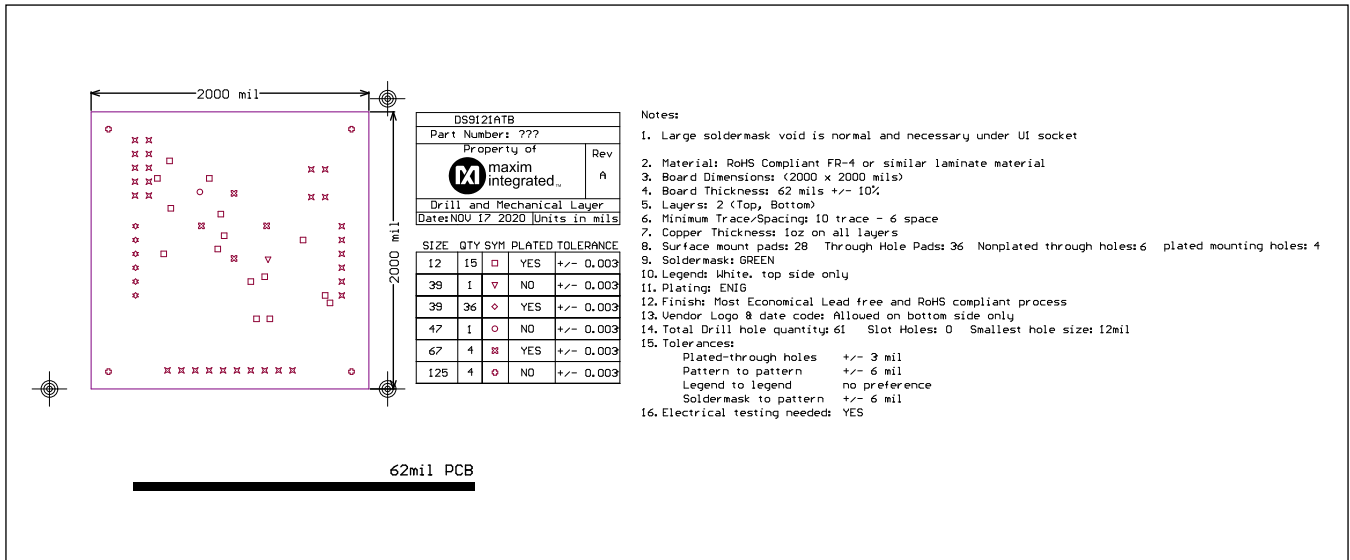 2000 mil
2000 mil
DS9121ATB
Part Number: ???
Property of
maxim
integrated™
Rev
A
Drill and Mechanical Layer
Date:NOV 17 2020 Units in mils
SIZE QTY SYM PLATED TOLERANCE
12 15 YES +/- 0.003
39 1 NO +/- 0.003
39 36 YES +/- 0.003
47 1 NO +/- 0.003
67 4 YES +/- 0.003
125 4 NO +/- 0.003
Notes:
1. Large soldermask void is normal and necessary under U1 socket
2. Material: RoHS Compliant FR-4 or similar laminate material
3. Board Dimensions: (2000 x 2000 mils)
4. Board Thickness: 62 mils +/- 10%
5. Layers: 2 (Top, Bottom)
6. Minimum Trace/Spacing: 10 trace - 6 space
7. Copper Thickness: 1oz on all layers
8. Surface mount pads: 28 Through Hole Pads: 36 Nonplated through holes: 6 plated mounting holes: 4
9. Soldermask: GREEN
10. Legend: White. top side only
11. Plating: ENIG
12. Finish: Most Economical Lead free and RoHS compliant process
13. Vendor Logo & date code: Allowed on bottom side only
14. Total Drill hole quantity: 61 Slot Holes: 0 Smallest hole size: 12mil
15. Tolerances:
Plated-through holes +/- 3 mil
Pattern to pattern +/- 6 mil
Legend to legend no preference
Soldermask to pattern +/- 6 mil
16. Electrical testing needed: YES
62mil PCB